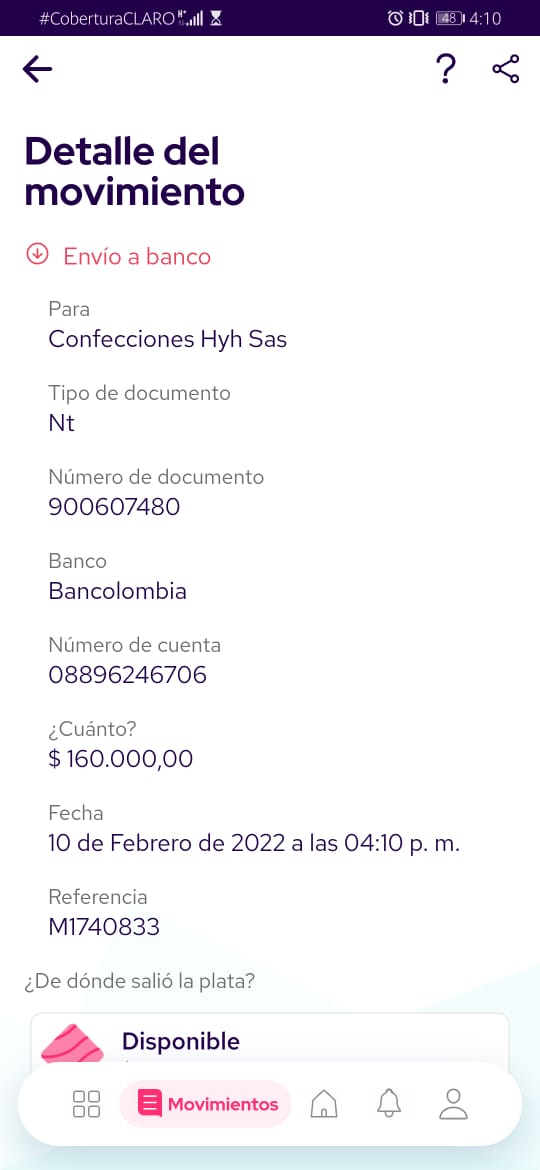 #CoberturaCLARO 48 4:10
?
Detalle del
movimiento
Envío a banco
Para
Confecciones Hyh Sas
Tipo de documento
Nt
Número de documento
900607480
Banco
Bancolombia
Número de cuenta
08896246706
¿Cuánto?
$ 160.000,00
Fecha
10 de Febrero de 2022 a las 04:10 p. m.
Referencia
M1740833
¿De dónde salió la plata?
Disponible
Movimientos